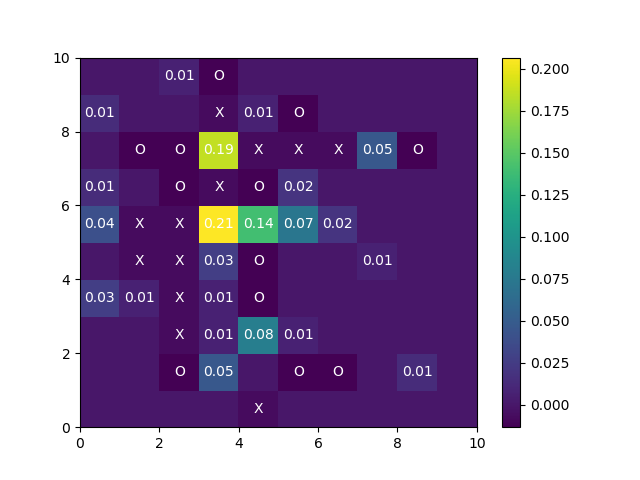 10
0.01 O
0.01 X 0.01 O
8
O O 0.19 X X X 0.05 O
0.01 O X O 0.02
6
0.04 X X 0.21 0.14 0.07 0.02
X X 0.03 O 0.01
4
0.03 0.01 X 0.01 O
X 0.01 0.08 0.01
2
O 0.05 O O 0.01
X
0
0 2 4 6 8 10
0.200
0.175
0.150
0.125
0.100
0.075
0.050
0.025
0.000